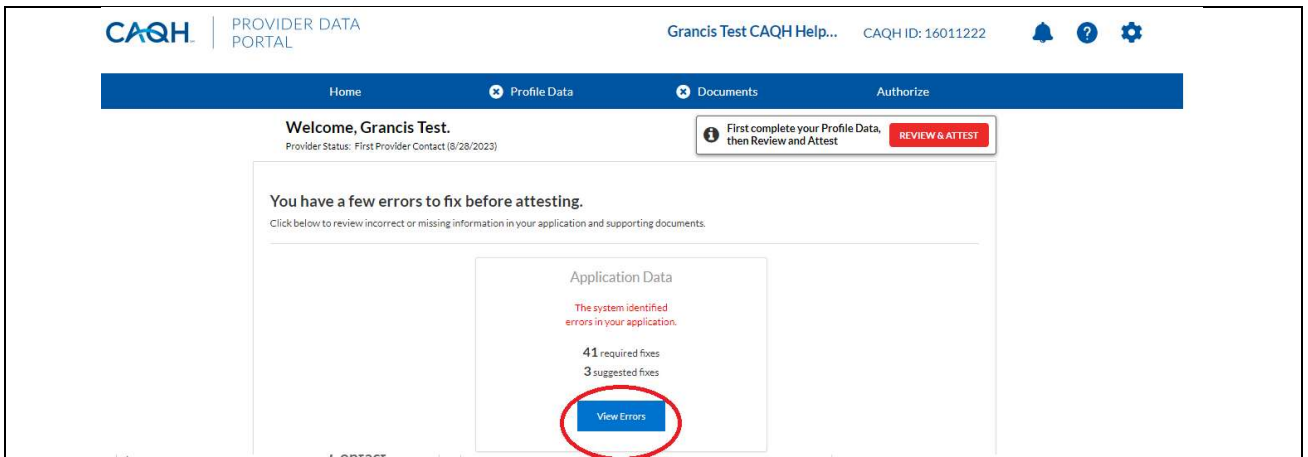 CAQH
PROVIDER DATA
PORTAL
Grancis Test CAQH Help...
CAQH ID: 16011222
Home
Profile Data
Documents
Authorize
Welcome, Grancis Test.
Provider Status: First Provider Contact (8/28/2023)
First complete your Profile Data,
then Review and Attest
REVIEW & ATTEST
You have a few errors to fix before attesting.
Click below to review incorrect or missing information in your application and supporting documents.
Application Data
The system identified
errors in your application.
41 required fixes
3 suggested fixes
View Errors